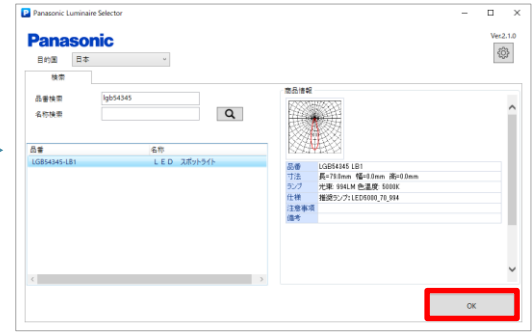 Panasonic Luminaire Selector
Panasonic
Ver.2.1.0
目的国 日本
検索
品番検索 lgb54345
名称検索
品番 名称
LGB54345-LB1 ＬＥＤ スポットライト
商品情報
品番 LGB54345 LB1
寸法 長=78.0mm 幅=0.0mm 高=0.0mm
ランプ 光束: 994LM 色温度: 5000K
仕様 推奨ランプ: LED5000_70_994
注意事項
備考
OK